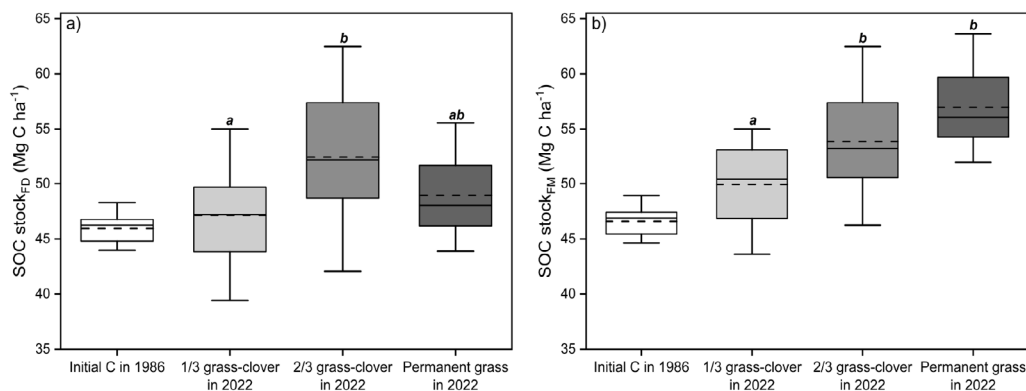 a)
SOC stock_FD (Mg C ha⁻¹)
65
60
55
50
45
40
35
a
b
ab
Initial C in 1986
1/3 grass-clover
in 2022
2/3 grass-clover
in 2022
Permanent grass
in 2022
b)
SOC stock_FM (Mg C ha⁻¹)
65
60
55
50
45
40
35
a
b
b
Initial C in 1986
1/3 grass-clover
in 2022
2/3 grass-clover
in 2022
Permanent grass
in 2022